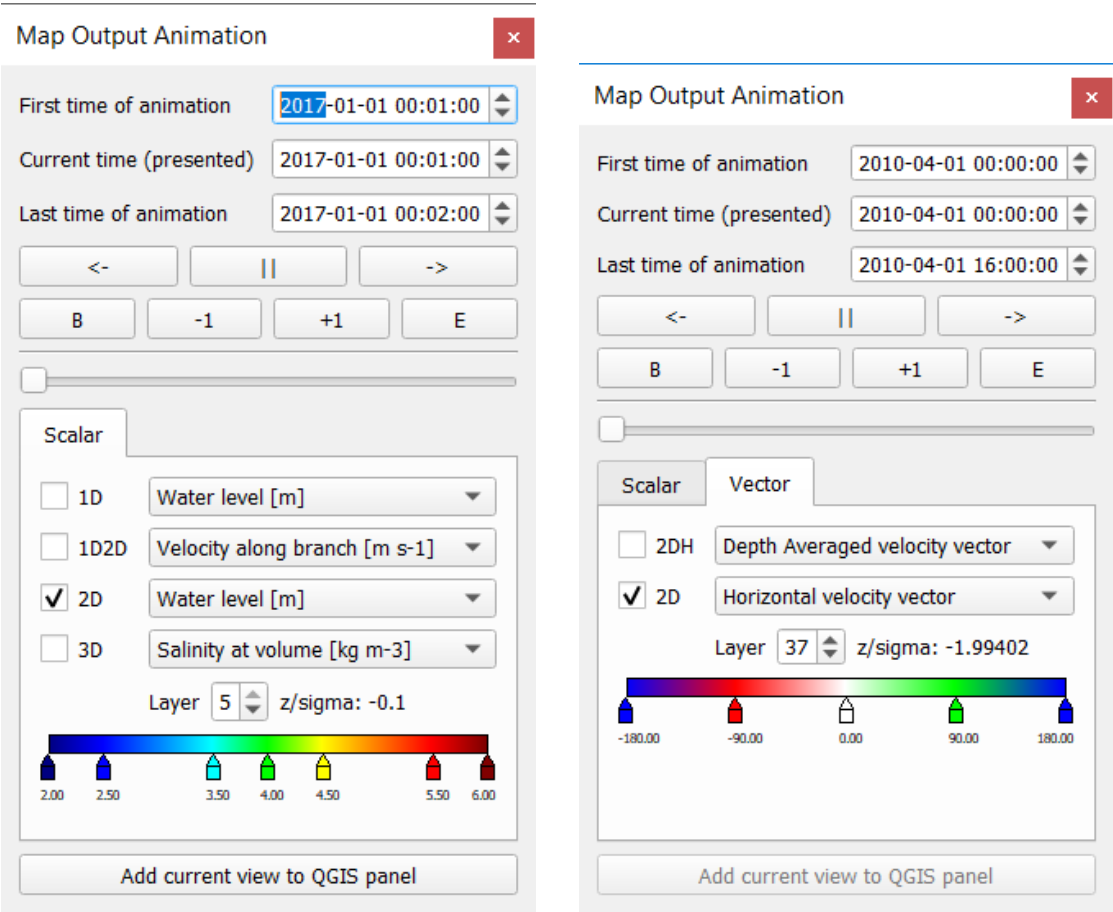 Map Output Animation
×
First time of animation 2017-01-01 00:01:00
Current time (presented) 2017-01-01 00:01:00
Last time of animation 2017-01-01 00:02:00
<- || ->
B -1 +1 E
Scalar
1D Water level [m]
1D2D Velocity along branch [m s-1]
2D Water level [m]
3D Salinity at volume [kg m-3]
Layer 5 z/sigma: -0.1
2.00 2.50 3.50 4.00 4.50 5.50 6.00
Add current view to QGIS panel
Map Output Animation
×
First time of animation 2010-04-01 00:00:00
Current time (presented) 2010-04-01 00:00:00
Last time of animation 2010-04-01 16:00:00
<- || ->
B -1 +1 E
Scalar Vector
2DH Depth Averaged velocity vector
2D Horizontal velocity vector
Layer 37 z/sigma: -1.99402
-180.00 -90.00 0.00 90.00 180.00
Add current view to QGIS panel